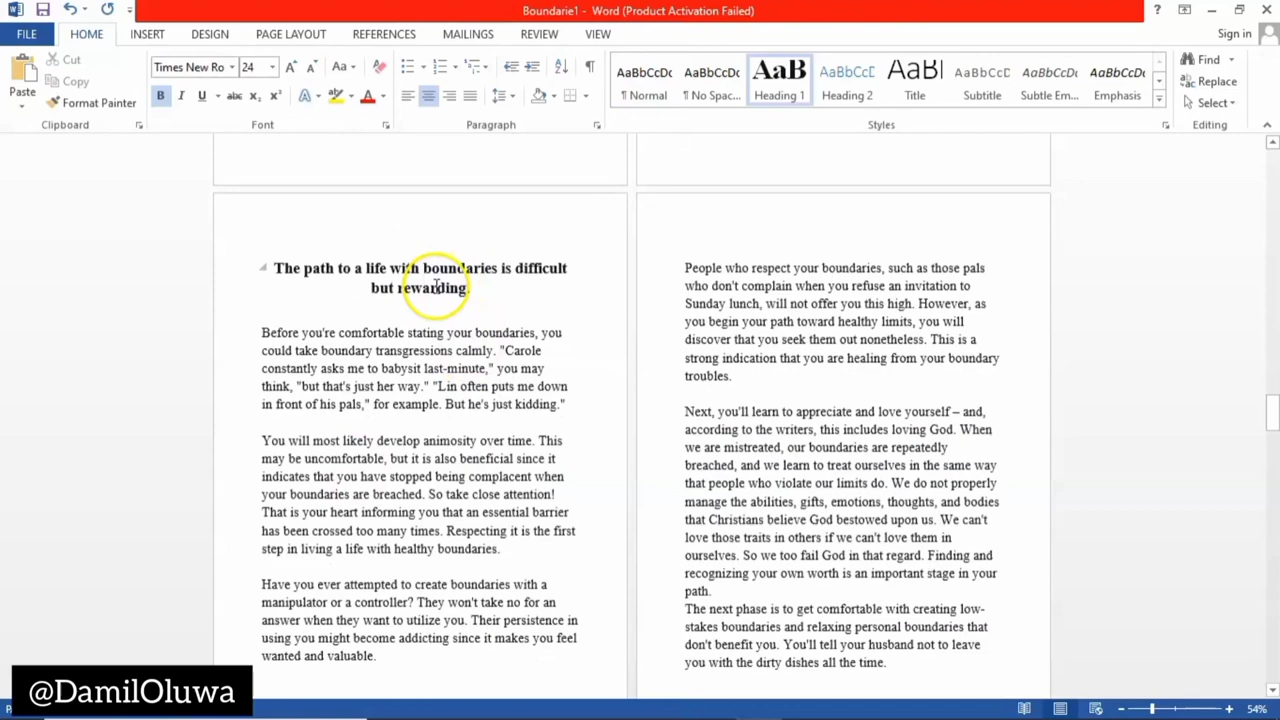 Boundarie1 - Word (Product Activation Failed)
?
FILE HOME INSERT DESIGN PAGE LAYOUT REFERENCES MAILINGS REVIEW VIEW Sign in
Paste
Cut
Copy
Format Painter
Clipboard
Times New Ro 24 Aa
B I U abc x₂ x² A A
Font
Paragraph
AaBbCcDc AaBbCcDc AaB AaBbCcD AaB AaBbCcD AaBbCcDc AaBbCcDc
¶ Normal ¶ No Spac... Heading 1 Heading 2 Title Subtitle Subtle Em... Emphasis
Styles
Find
Replace
Select
Editing
The path to a life with boundaries is difficult
but rewarding.
Before you're comfortable stating your boundaries, you
could take boundary transgressions calmly. "Carole
constantly asks me to babysit last-minute," you may
think, "but that's just her way." "Lin often puts me down
in front of his pals," for example. But he's just kidding."
You will most likely develop animosity over time. This
may be uncomfortable, but it is also beneficial since it
indicates that you have stopped being complacent when
your boundaries are breached. So take close attention!
That is your heart informing you that an essential barrier
has been crossed too many times. Respecting it is the first
step in living a life with healthy boundaries.
Have you ever attempted to create boundaries with a
manipulator or a controller? They won't take no for an
answer when they want to utilize you. Their persistence in
using you might become addicting since it makes you feel
wanted and valuable.
People who respect your boundaries, such as those pals
who don't complain when you refuse an invitation to
Sunday lunch, will not offer you this high. However, as
you begin your path toward healthy limits, you will
discover that you seek them out nonetheless. This is a
strong indication that you are healing from your boundary
troubles.
Next, you'll learn to appreciate and love yourself – and,
according to the writers, this includes loving God. When
we are mistreated, our boundaries are repeatedly
breached, and we learn to treat ourselves in the same way
that people who violate our limits do. We do not properly
manage the abilities, gifts, emotions, thoughts, and bodies
that Christians believe God bestowed upon us. We can't
love those traits in others if we can't love them in
ourselves. So we too fail God in that regard. Finding and
recognizing your own worth is an important stage in your
path.
The next phase is to get comfortable with creating low-
stakes boundaries and relaxing personal boundaries that
don't benefit you. You'll tell your husband not to leave
you with the dirty dishes all the time.
@DamilOluwa
54%